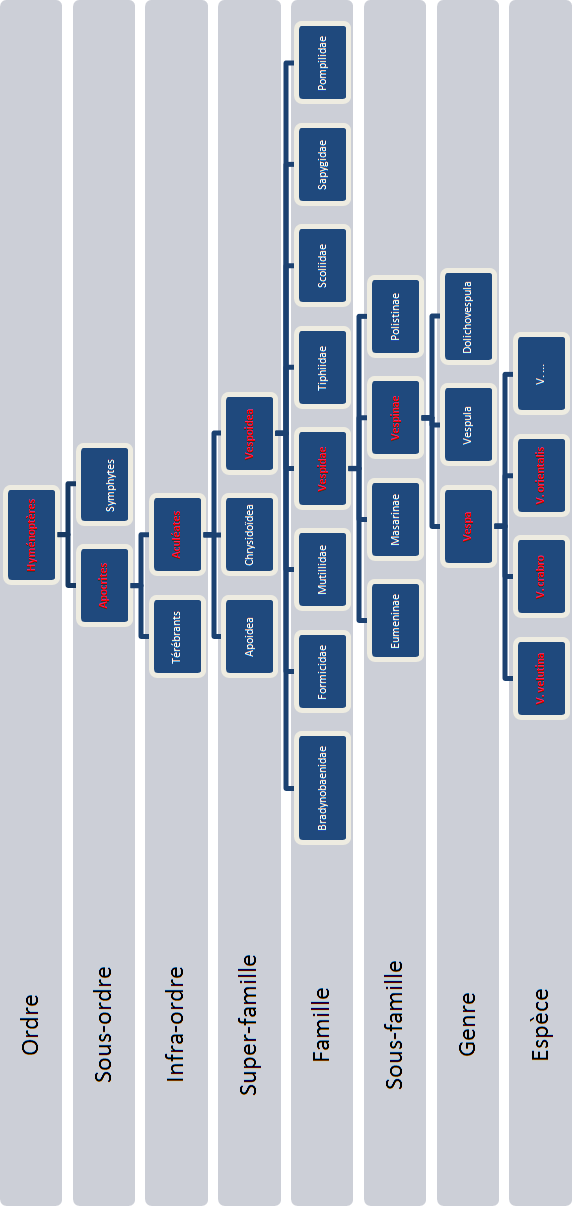 Ordre
Hyménoptères
Sous-ordre
Apocrites
Symphytes
Infra-ordre
Térébrants
Aculéates
Super-famille
Apoidea
Chrysidoidea
Vespoidea
Famille
Bradynobaenidae
Formicidae
Mutillidae
Vespidae
Tiphiidae
Scoliidae
Sapygidae
Pompilidae
Sous-famille
Eumeninae
Masarinae
Vespinae
Polistinae
Genre
Vespa
Vespula
Dolichovespula
Espèce
V. velutina
V. crabro
V. orientalis
V. ...